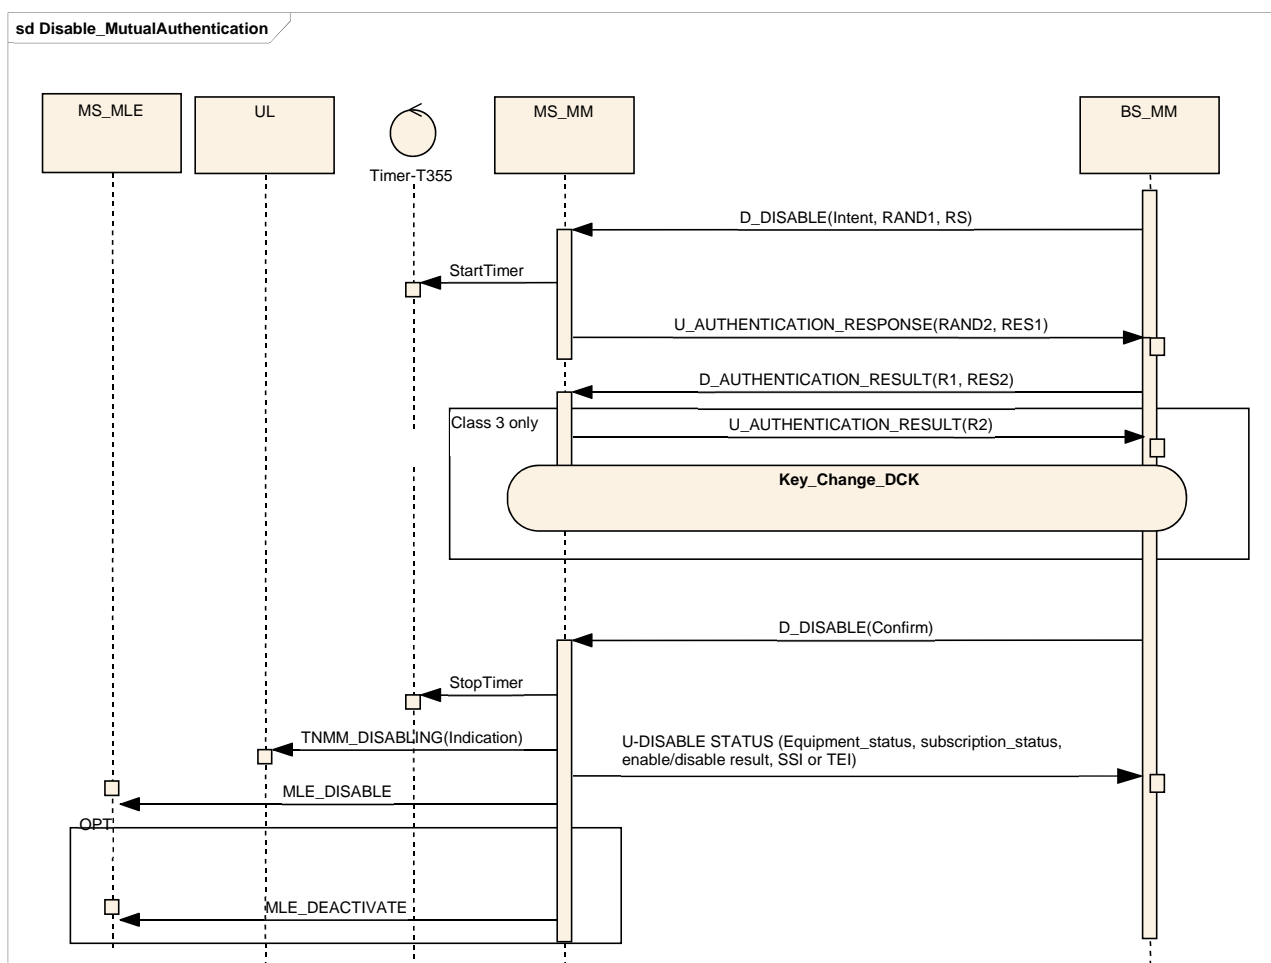 sd Disable_MutualAuthentication
MS_MLE
UL
MS_MM
BS_MM
Timer-T355
D_DISABLE(Intent, RAND1, RS)
StartTimer
U_AUTHENTICATION_RESPONSE(RAND2, RES1)
D_AUTHENTICATION_RESULT(R1, RES2)
Class 3 only
U_AUTHENTICATION_RESULT(R2)
Key_Change_DCK
D_DISABLE(Confirm)
StopTimer
TNMM_DISABLING(Indication)
U-DISABLE STATUS (Equipment_status, subscription_status,
enable/disable result, SSI or TEI)
MLE_DISABLE
OPT
MLE_DEACTIVATE